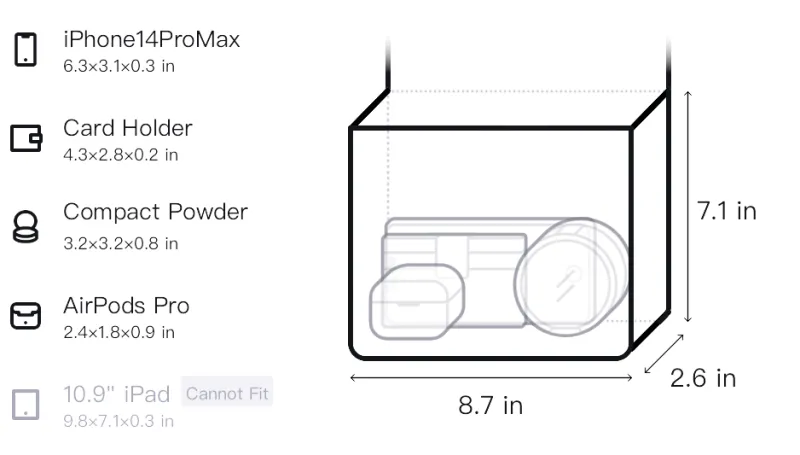 iPhone14ProMax
6.3×3.1×0.3 in
Card Holder
4.3×2.8×0.2 in
Compact Powder
3.2×3.2×0.8 in
AirPods Pro
2.4×1.8×0.9 in
10.9" iPad Cannot Fit
9.8×7.1×0.3 in
7.1 in
2.6 in
8.7 in